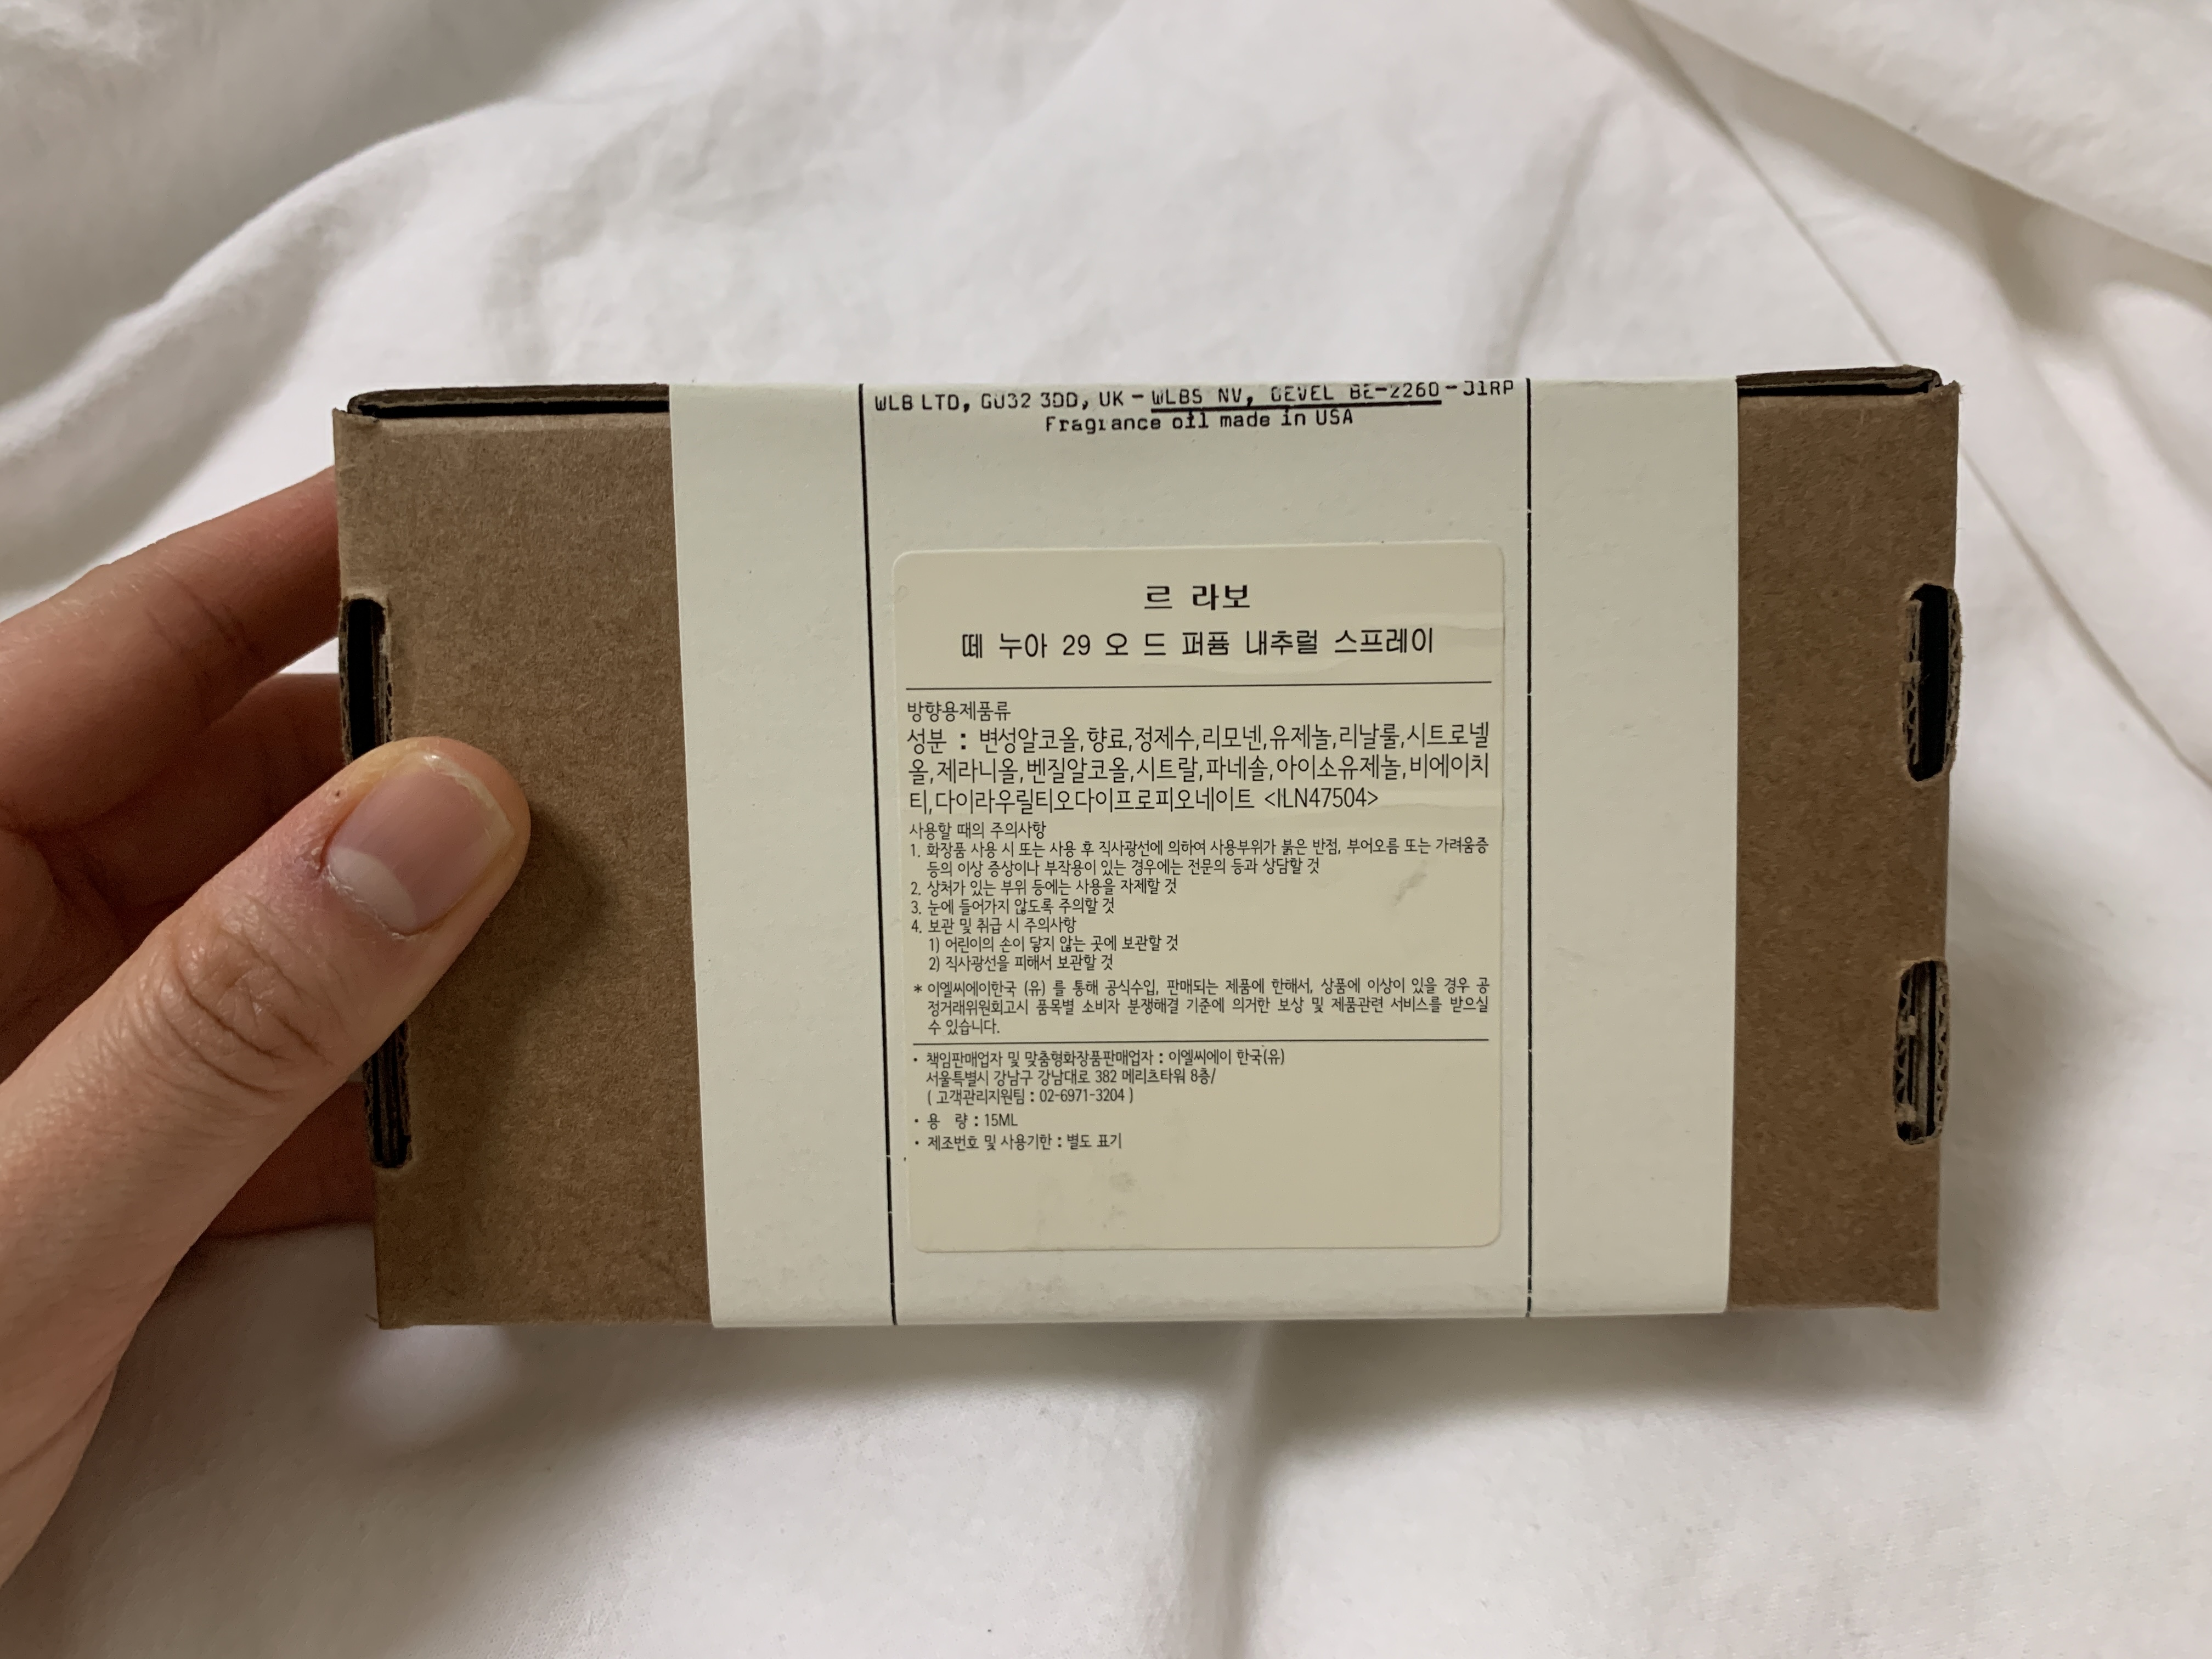 WLB LTD, GU32 3DD, UK - WLBS NV, GEVEL BE-2260 - J1RP
Fragrance oil made in USA
르 라보
떼 누아 29 오 드 퍼퓸 내추럴 스프레이
방향용제품류
성분 : 변성알코올,향료,정제수,리모넨,유제놀,리날룰,시트로넬
올,제라니올,벤질알코올,시트랄,파네솔,아이소유제놀,비에이치
티,다이라우릴티오다이프로피오네이트 <ILN47504>
사용할 때의 주의사항
1. 화장품 사용 시 또는 사용 후 직사광선에 의하여 사용부위가 붉은 반점, 부어오름 또는 가려움증
등의 이상 증상이나 부작용이 있는 경우에는 전문의 등과 상담할 것
2. 상처가 있는 부위 등에는 사용을 자제할 것
3. 눈에 들어가지 않도록 주의할 것
4. 보관 및 취급 시 주의사항
1) 어린이의 손이 닿지 않는 곳에 보관할 것
2) 직사광선을 피해서 보관할 것
* 이엘씨에이한국 (유) 를 통해 공식수입, 판매되는 제품에 한해서, 상품에 이상이 있을 경우 공
정거래위원회고시 품목별 소비자 분쟁해결 기준에 의거한 보상 및 제품관련 서비스를 받으실
수 있습니다.
• 책임판매업자 및 맞춤형화장품판매업자 : 이엘씨에이 한국(유)
서울특별시 강남구 강남대로 382 메리츠타워 8층/
( 고객관리지원팀 : 02-6971-3204 )
• 용 량 : 15ML
• 제조번호 및 사용기한 : 별도 표기